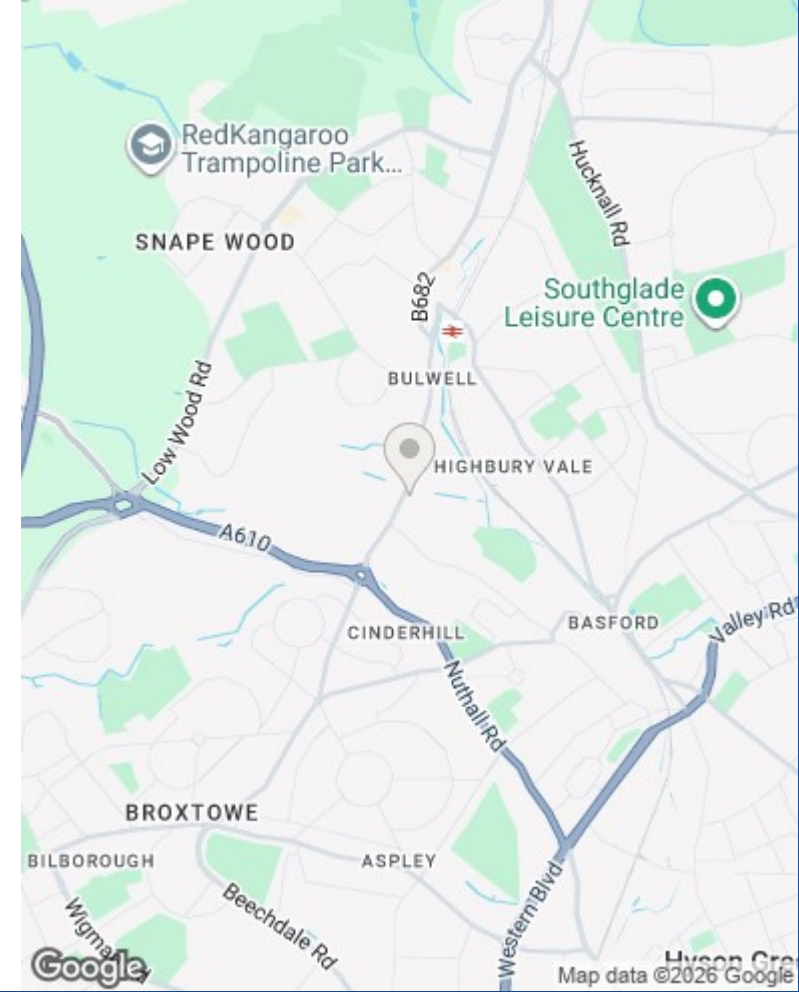 RedKangaroo
Trampoline Park...
Hucknall Rd
SNAPE WOOD
B682
Southglade
Leisure Centre
BULWELL
Low Wood Rd
HIGHBURY VALE
A610
CINDERHILL
BASFORD
Valley Rd
Nuthall Rd
BROXTOWE
BILBOROUGH
ASPLEY
Beechdale Rd
Western Blvd
Google
Map data ©2026 Google